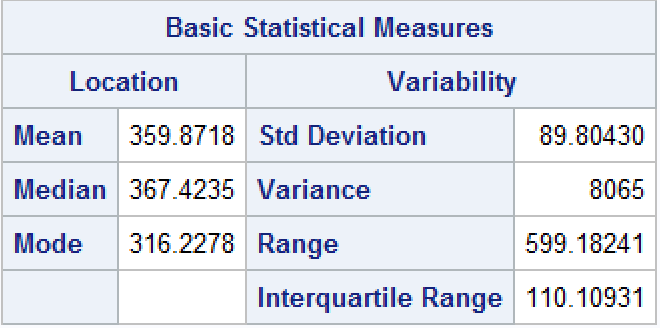 Basic Statistical Measures
Location Variability
Mean 359.8718 Std Deviation 89.80430
Median 367.4235 Variance 8065
Mode 316.2278 Range 599.18241
Interquartile Range 110.10931